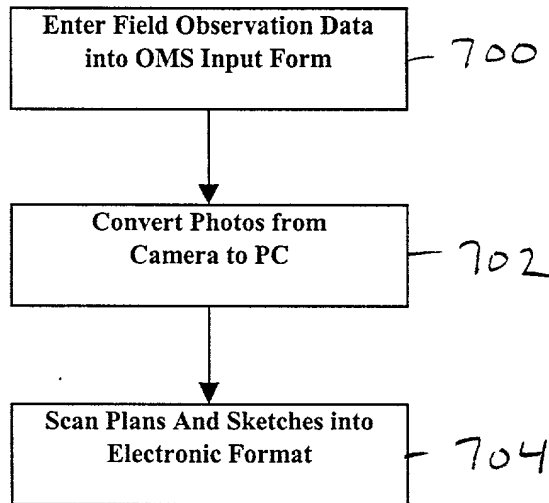 Enter Field Observation Data
into OMS Input Form
700
Convert Photos from
Camera to PC
702
Scan Plans And Sketches into
Electronic Format
704